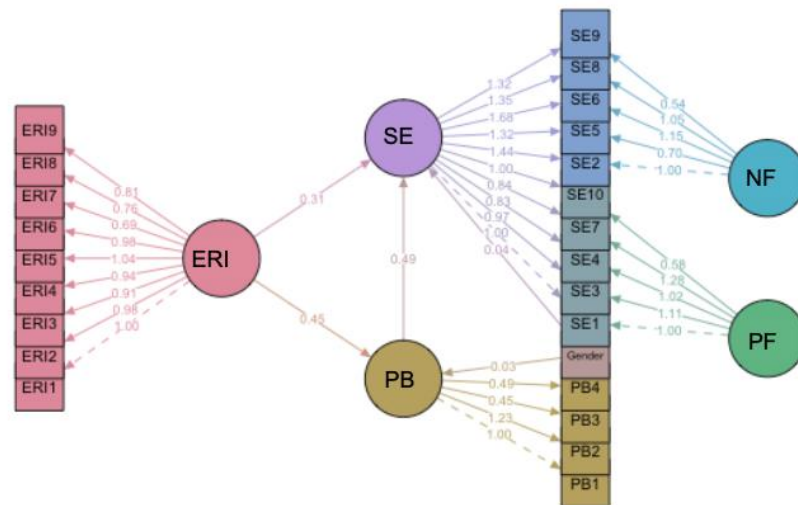 SE9
SE8
SE6
SE5
SE2
SE10
SE7
SE4
SE3
SE1
Gender
PB4
PB3
PB2
PB1
ERI9
ERI8
ERI7
ERI6
ERI5
ERI4
ERI3
ERI2
ERI1
0.81
0.76
0.69
0.98
1.04
0.94
0.91
0.98
1.00
ERI
0.31
0.45
SE
0.49
PB
1.32
1.35
1.68
1.32
1.44
1.00
0.84
0.83
0.97
1.00
0.04
0.03
0.49
0.45
1.23
1.00
0.54
1.05
1.15
0.70
1.00
NF
0.58
1.28
1.02
1.11
1.00
PF